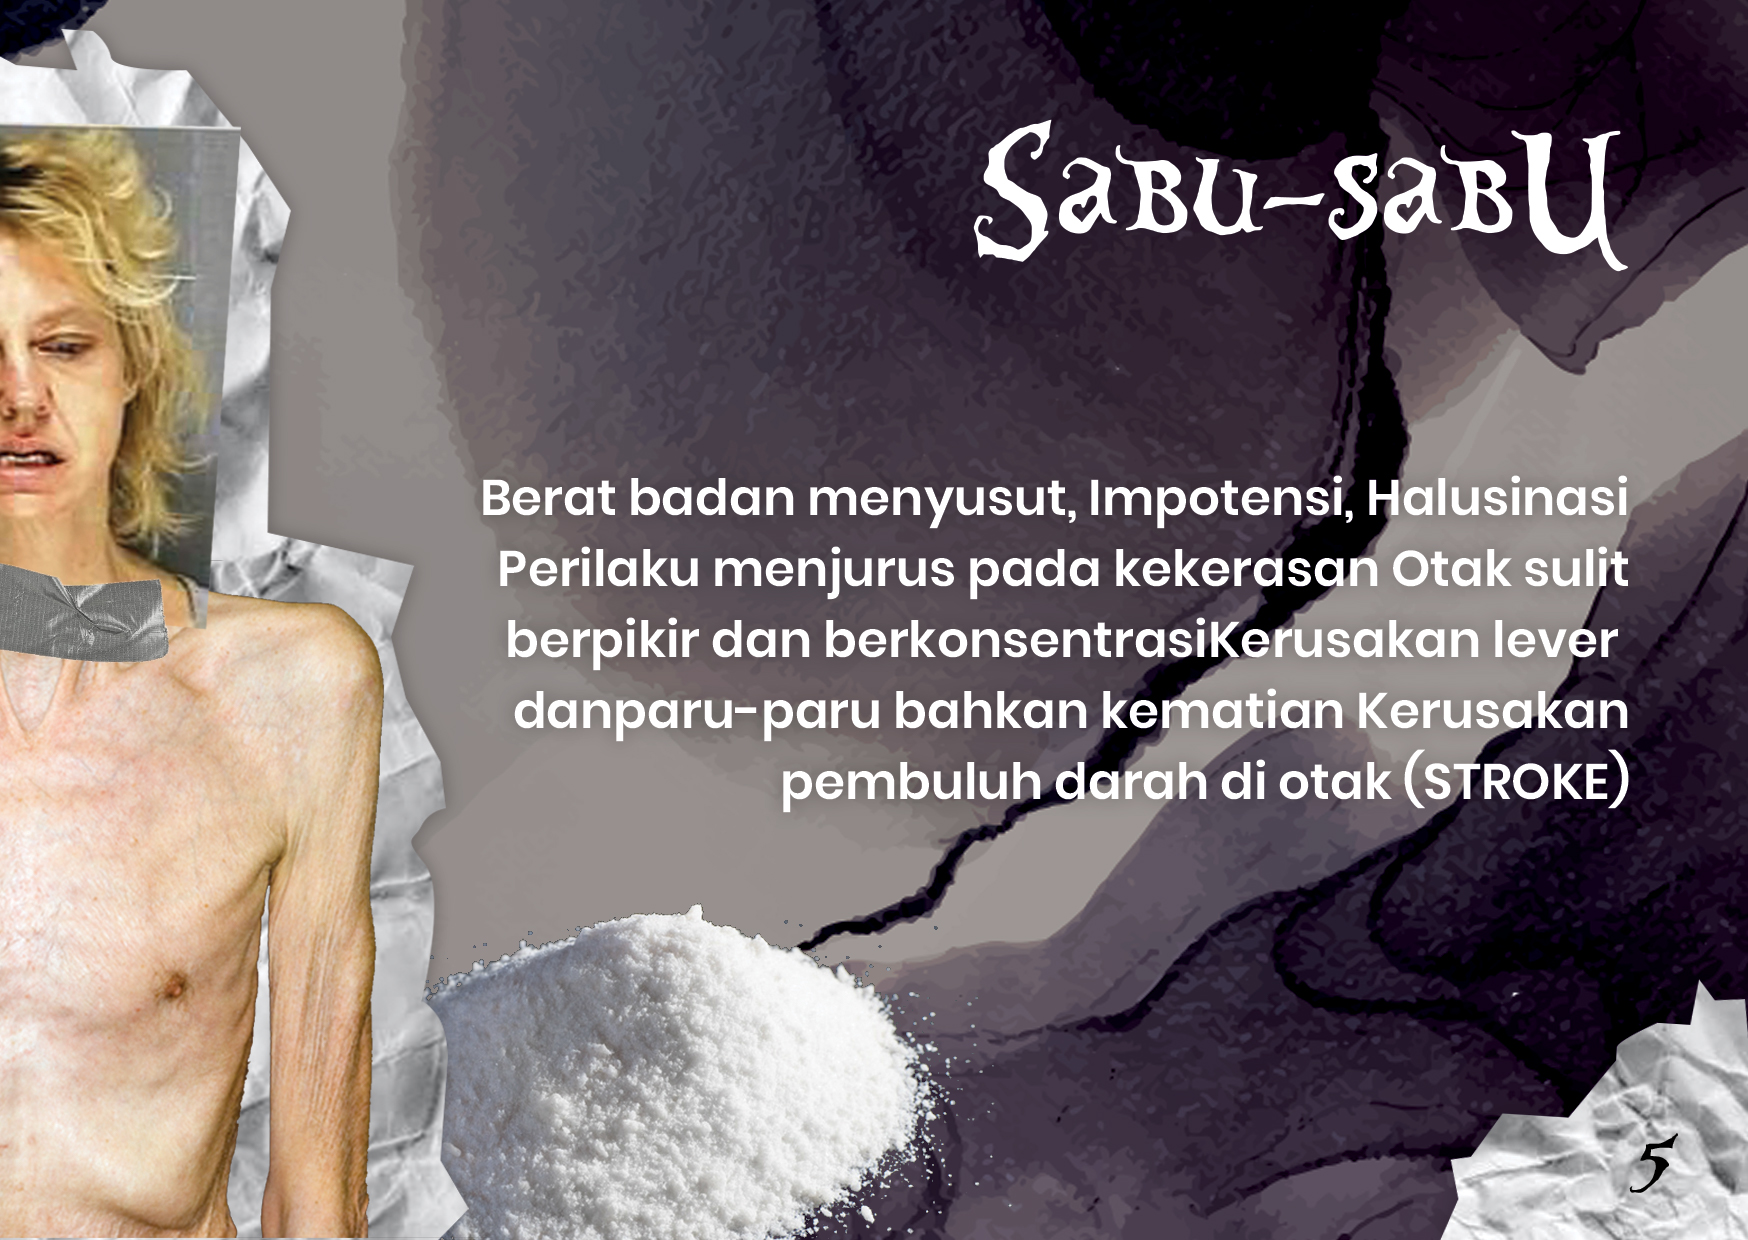 Sabu-sabU
Berat badan menyusut, Impotensi, Halusinasi
Perilaku menjurus pada kekerasan Otak sulit
berpikir dan berkonsentrasiKerusakan lever
danparu-paru bahkan kematian Kerusakan
pembuluh darah di otak (STROKE)
5